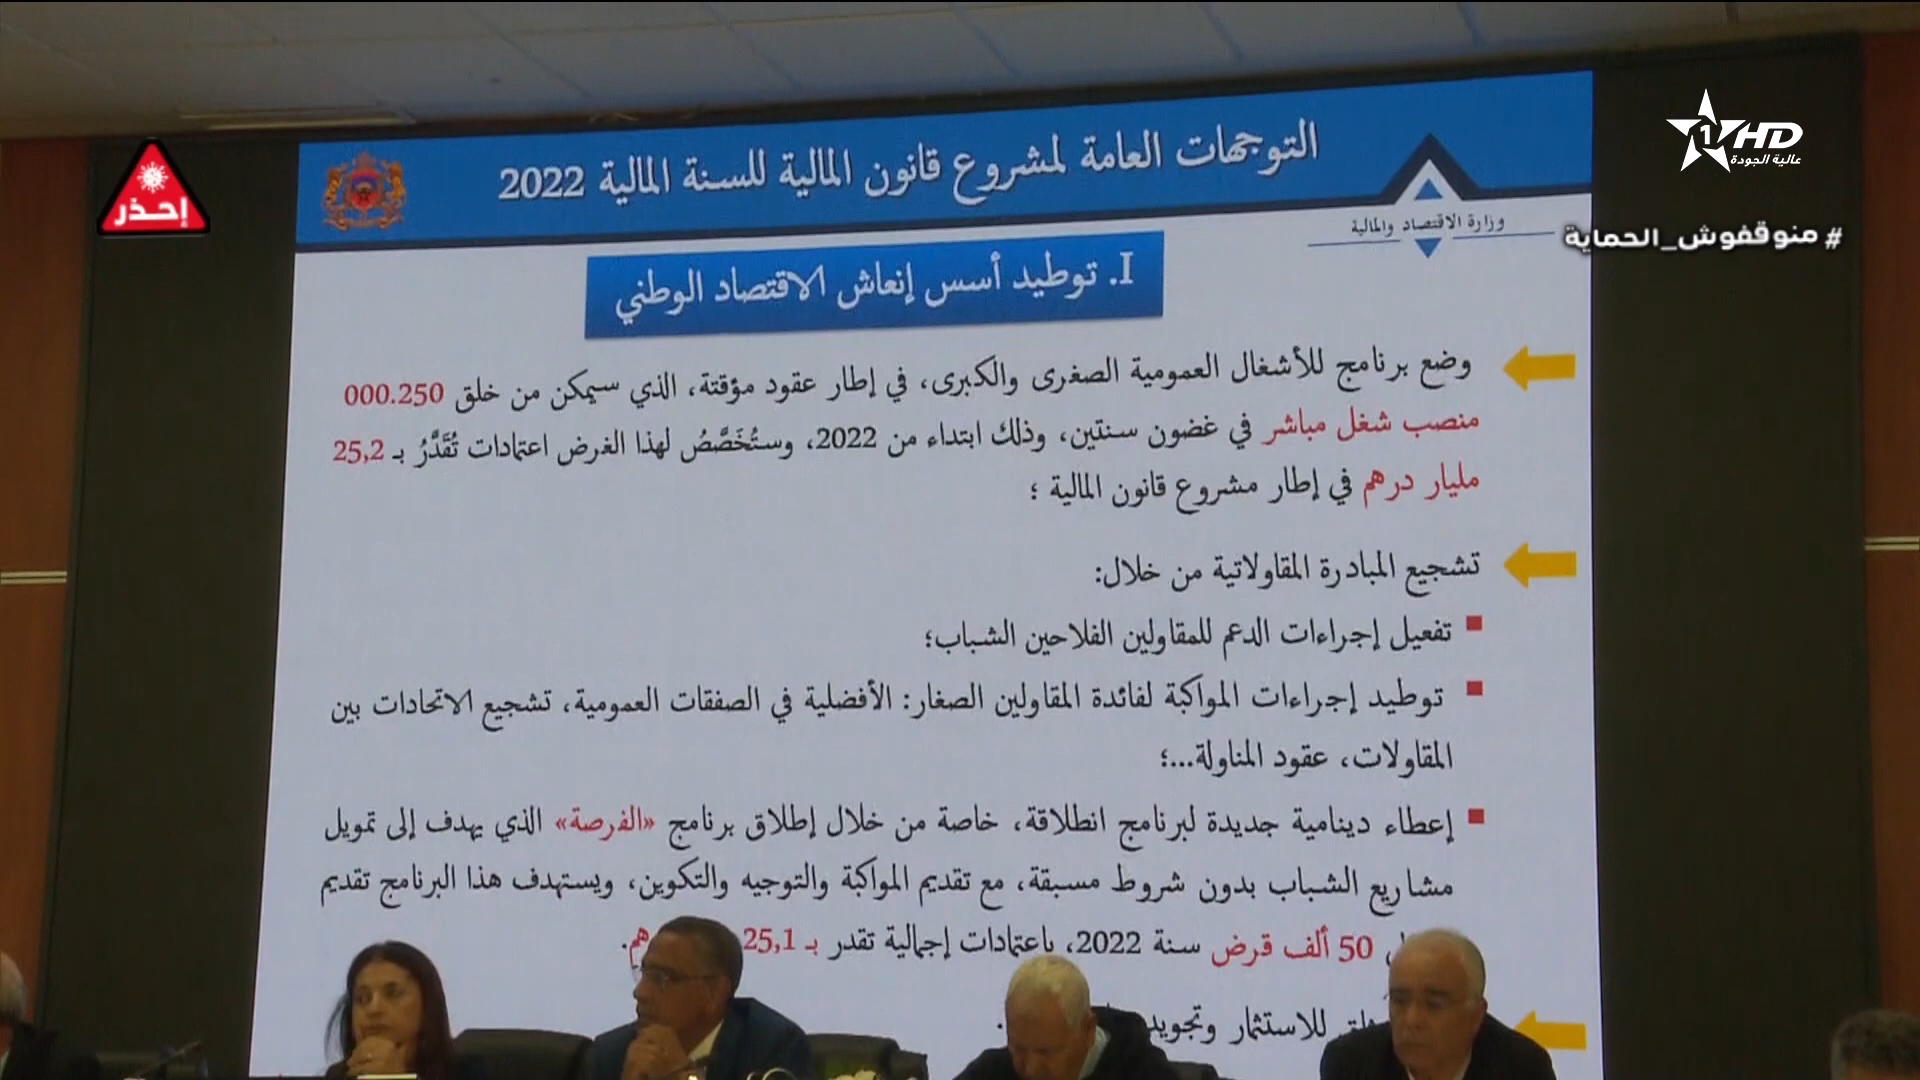 التوجهات العامة لمشروع قانون المالية للسنة المالية 2022
1HD
عالية الجودة
إحذر
وزارة الاقتصاد والمالية
#منوقفوش_الحماية
I. توطيد أسس إنعاش الاقتصاد الوطني
وضع برنامج للأشغال العمومية الصغرى والكبرى، في إطار عقود مؤقتة، الذي سيمكن من خلق 000.250
منصب شغل مباشر في غضون سنتين، وذلك ابتداء من 2022، وستُخَصَّصُ لهذا الغرض اعتمادات تُقَدَّرُ بـ 25,2
مليار درهم في إطار مشروع قانون المالية ؛
تشجيع المبادرة المقاولاتية من خلال:
تفعيل إجراءات الدعم للمقاولين الفلاحين الشباب؛
توطيد إجراءات المواكبة لفائدة المقاولين الصغار: الأفضلية في الصفقات العمومية، تشجيع الاتحادات بين
المقاولات، عقود المناولة...؛
إعطاء دينامية جديدة لبرنامج انطلاقة، خاصة من خلال إطلاق برنامج «الفرصة» الذي يهدف إلى تمويل
مشاريع الشباب بدون شروط مسبقة، مع تقديم المواكبة والتوجيه والتكوين، ويستهدف هذا البرنامج تقديم
50 ألف قرض سنة 2022، باعتمادات إجمالية تقدر بـ 25,1
للاستثمار وتجويد